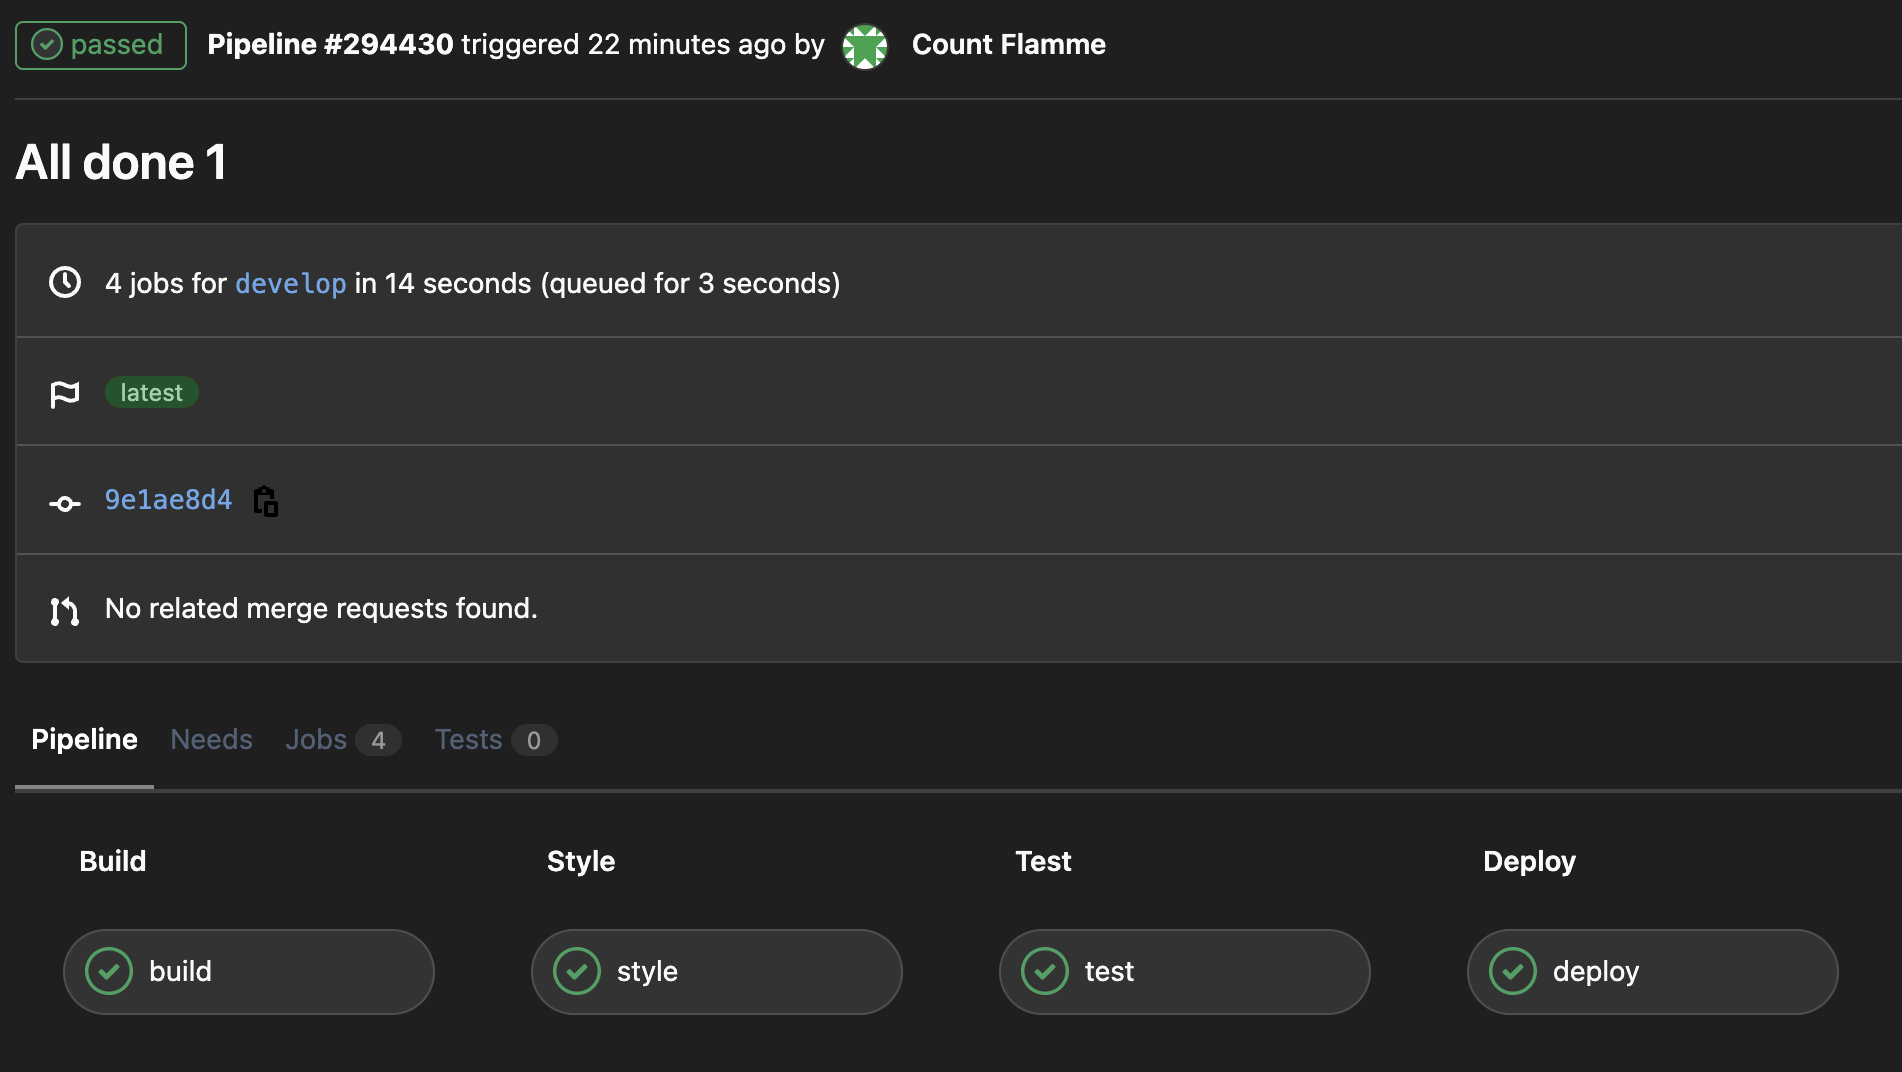 passed Pipeline #294430 triggered 22 minutes ago by Count Flamme
All done 1
4 jobs for develop in 14 seconds (queued for 3 seconds)
latest
9e1ae8d4
No related merge requests found.
Pipeline Needs Jobs 4 Tests 0
Build Style Test Deploy
build style test deploy